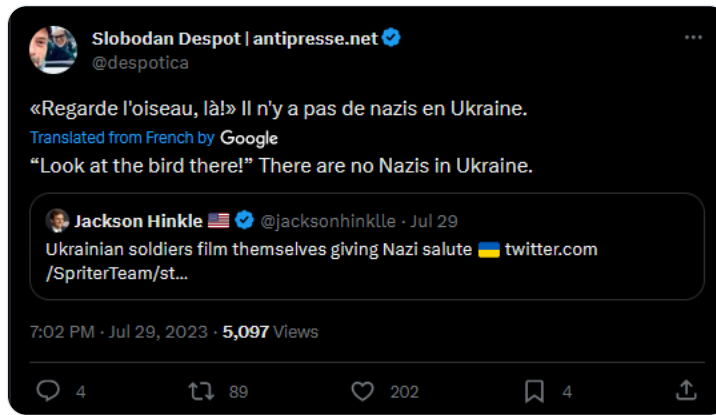 Slobodan Despot | antipresse.net
@despotica
«Regarde l'oiseau, là!» Il n'y a pas de nazis en Ukraine.
Translated from French by Google
“Look at the bird there!” There are no Nazis in Ukraine.
Jackson Hinkle 🇺🇸 @jacksonhinklle · Jul 29
Ukrainian soldiers film themselves giving Nazi salute 🇺🇦 twitter.com
/SpriterTeam/st...
7:02 PM · Jul 29, 2023 · 5,097 Views
4 89 202 4